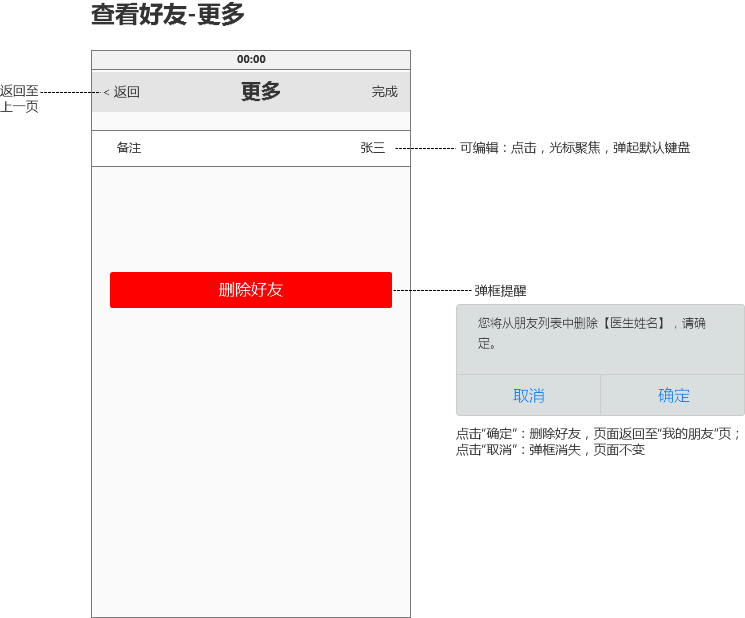 查看好友-更多
00:00
返回至
上一页
< 返回
更多
完成
备注
张三
可编辑：点击，光标聚焦，弹起默认键盘
删除好友
弹框提醒
您将从朋友列表中删除【医生姓名】，请确
定。
取消
确定
点击“确定”：删除好友，页面返回至“我的朋友”页；
点击“取消”：弹框消失，页面不变